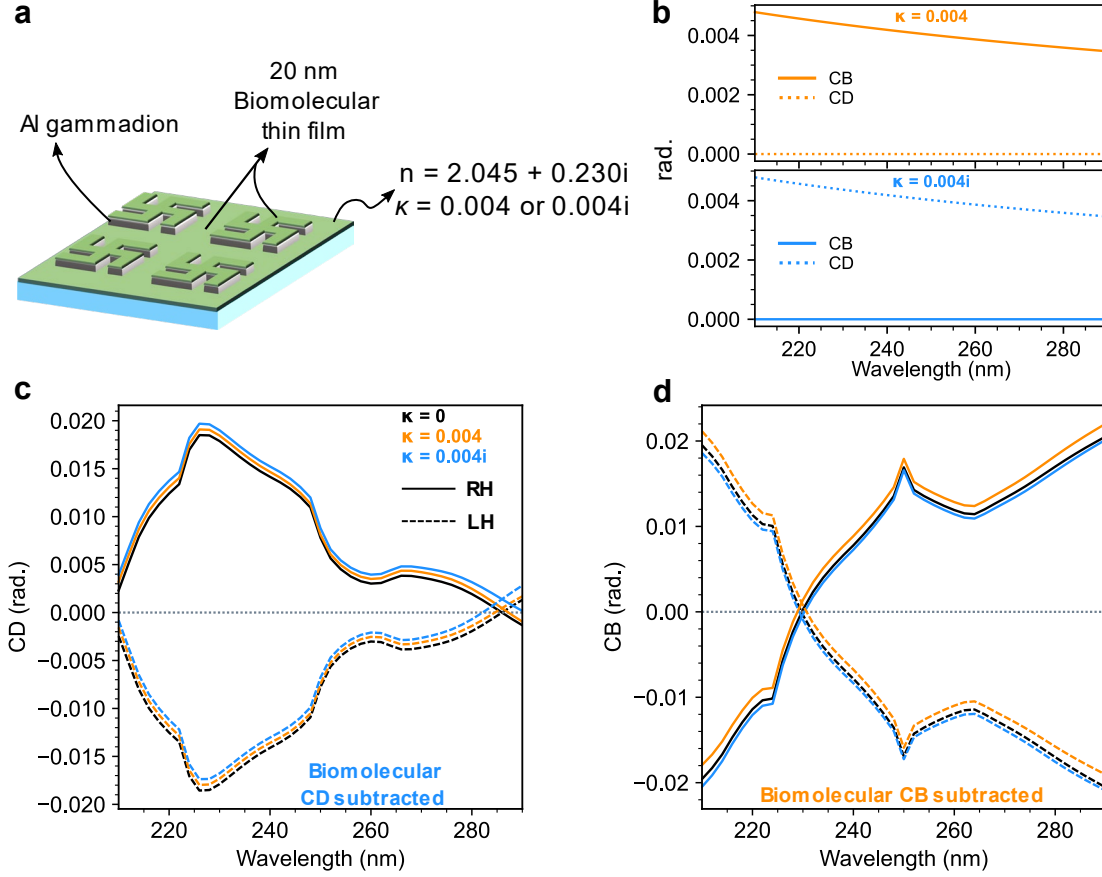 a
Al gammadion
20 nm
Biomolecular
thin film
n = 2.045 + 0.230i
κ = 0.004 or 0.004i
b
rad.
0.004
0.002
0.000
κ = 0.004
CB
CD
0.004
0.002
0.000
κ = 0.004i
CB
CD
220 240 260 280
Wavelength (nm)
c
CD (rad.)
0.020
0.015
0.010
0.005
0.000
−0.005
−0.010
−0.015
−0.020
κ = 0
κ = 0.004
κ = 0.004i
RH
LH
Biomolecular
CD subtracted
220 240 260 280
Wavelength (nm)
d
CB (rad.)
0.02
0.01
0.00
−0.01
−0.02
Biomolecular CB subtracted
220 240 260 280
Wavelength (nm)